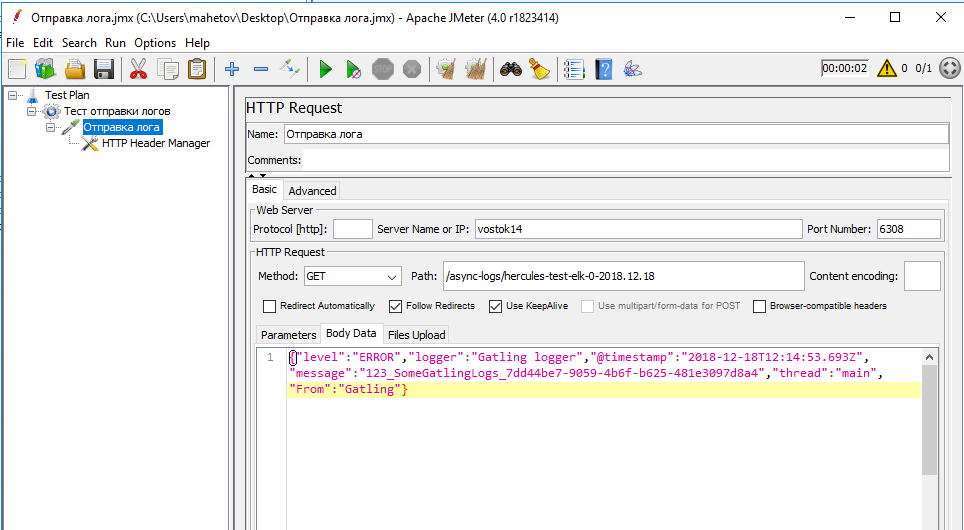 Отправка лога.jmx (C:\Users\mahetov\Desktop\Отправка лога.jmx) - Apache JMeter (4.0 r1823414)
File Edit Search Run Options Help
00:00:02 0 0/1
Test Plan
Тест отправки логов
Отправка лога
HTTP Header Manager
HTTP Request
Name: Отправка лога
Comments:
Basic Advanced
Web Server
Protocol [http]: Server Name or IP: vostok14 Port Number: 6308
HTTP Request
Method: GET Path: /async-logs/hercules-test-elk-0-2018.12.18 Content encoding:
Redirect Automatically Follow Redirects Use KeepAlive Use multipart/form-data for POST Browser-compatible headers
Parameters Body Data Files Upload
1 {"level":"ERROR","logger":"Gatling logger","@timestamp":"2018-12-18T12:14:53.693Z",
"message":"123_SomeGatlingLogs_7dd44be7-9059-4b6f-b625-481e3097d8a4","thread":"main",
"From":"Gatling"}